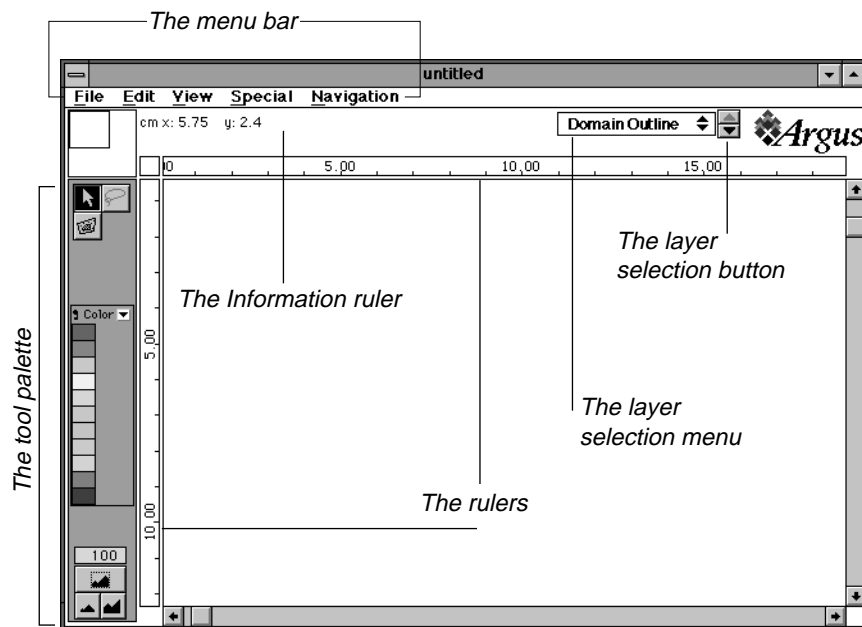 The menu bar
untitled
File Edit View Special Navigation
cm x: 5.75 y: 2.4
Domain Outline
Argus
0 5.00 10.00 15.00
The layer
selection button
The Information ruler
Color
5.00
The tool palette
The layer
selection menu
The rulers
10.00
100